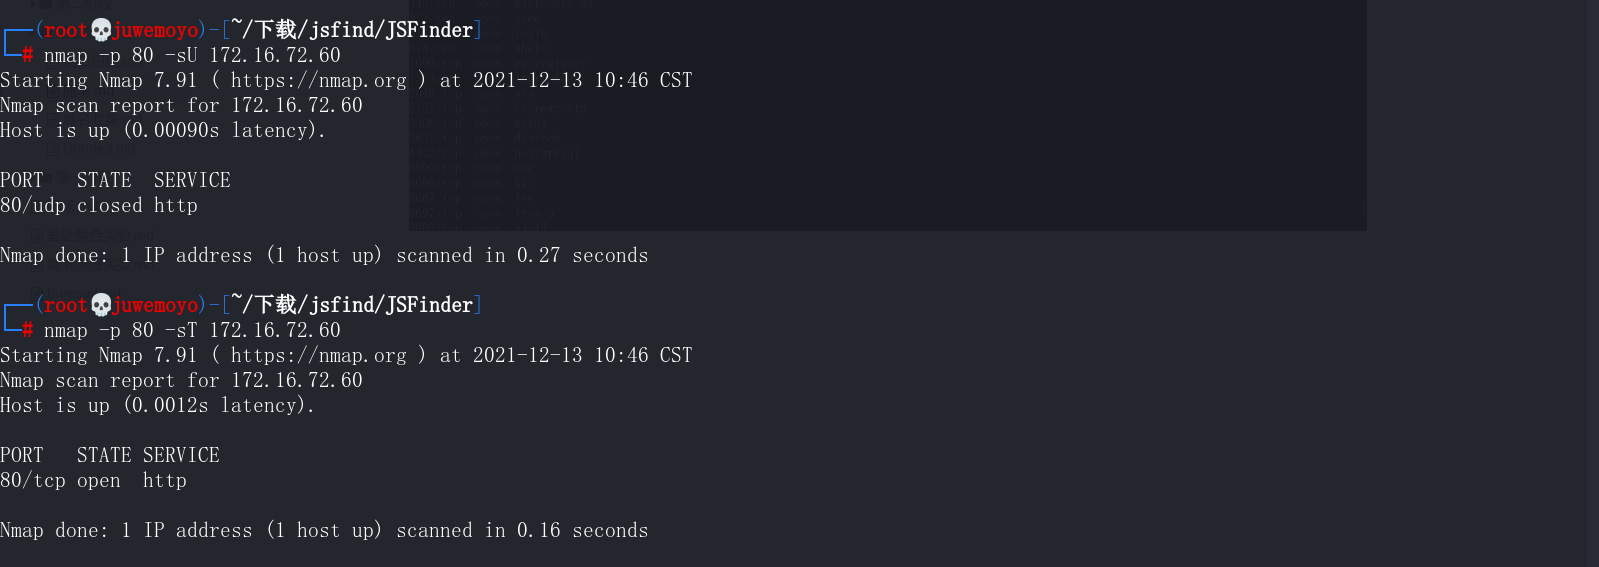 (root💀juwemoyo)-[~/下载/jsfind/JSFinder]
# nmap -p 80 -sU 172.16.72.60
Starting Nmap 7.91 ( https://nmap.org ) at 2021-12-13 10:46 CST
Nmap scan report for 172.16.72.60
Host is up (0.00090s latency).
PORT   STATE  SERVICE
80/udp closed http
Nmap done: 1 IP address (1 host up) scanned in 0.27 seconds
(root💀juwemoyo)-[~/下载/jsfind/JSFinder]
# nmap -p 80 -sT 172.16.72.60
Starting Nmap 7.91 ( https://nmap.org ) at 2021-12-13 10:46 CST
Nmap scan report for 172.16.72.60
Host is up (0.0012s latency).
PORT   STATE SERVICE
80/tcp open  http
Nmap done: 1 IP address (1 host up) scanned in 0.16 seconds